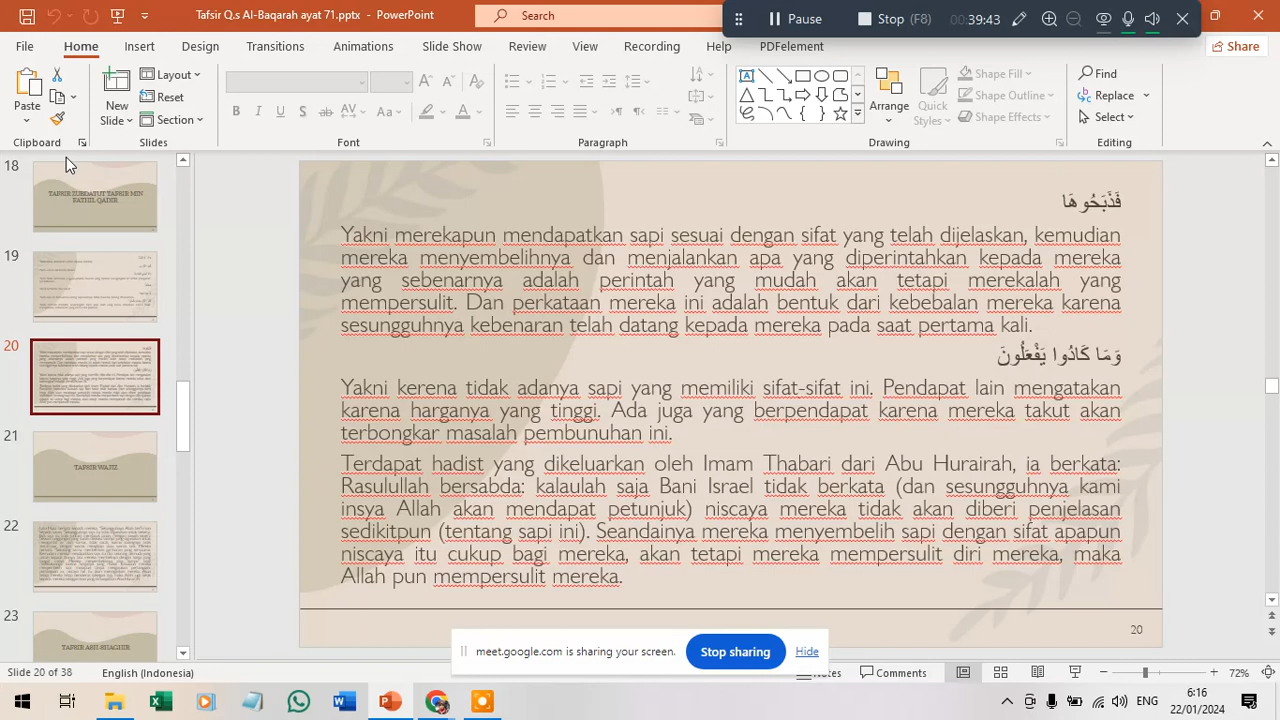 Tafsir Q.s Al-Baqarah ayat 71.pptx - PowerPoint
Search
Pause
Stop (F8)
00:39:43
File
Home
Insert
Design
Transitions
Animations
Slide Show
Review
View
Recording
Help
PDFelement
Share
Paste
New Slide
Layout
Reset
Section
Arrange
Quick Styles
Shape Fill
Shape Outline
Shape Effects
Find
Replace
Select
Clipboard
Slides
Font
Paragraph
Drawing
Editing
18
TAFSIR ZUBDATUT TAFSIR MIN
FATHIL QADIR
19
20
21
TAFSIR WAJIZ
22
23
فَذَبَحُوهَا
Yakni merekapun mendapatkan sapi sesuai dengan sifat yang telah dijelaskan, kemudian
mereka menyembelihnya dan menjalankan apa yang diperintahkan kepada mereka
yang sebenarnya adalah perintah yang mudah akan tetapi merekalah yang
mempersulit. Dan perkataan mereka ini adalah bentuk dari kebebalan mereka karena
sesungguhnya kebenaran telah datang kepada mereka pada saat pertama kali.
وَمَا كَادُوا يَفْعَلُونَ
Yakni kerena tidak adanya sapi yang memiliki sifat-sifat ini. Pendapat lain mengatakan
karena harganya yang tinggi. Ada juga yang berpendapat karena mereka takut akan
terbongkar masalah pembunuhan ini.
Terdapat hadist yang dikeluarkan oleh Imam Thabari dari Abu Hurairah, ia berkata:
Rasulullah bersabda: kalaulah saja Bani Israel tidak berkata (dan sesungguhnya kami
insya Allah akan mendapat petunjuk) niscaya mereka tidak akan diberi penjelasan
sedikitpun (tentang sapi ini). Seandainya mereka menyembelih sapi dengan sifat apapun
niscaya itu cukup bagi mereka, akan tetapi mereka mempersulit diri mereka, maka
Allah pun mempersulit mereka.
20
meet.google.com is sharing your screen.
Stop sharing
Hide
Slide 20 of 38
English (Indonesia)
Notes
Comments
72%
ENG
6:16
22/01/2024